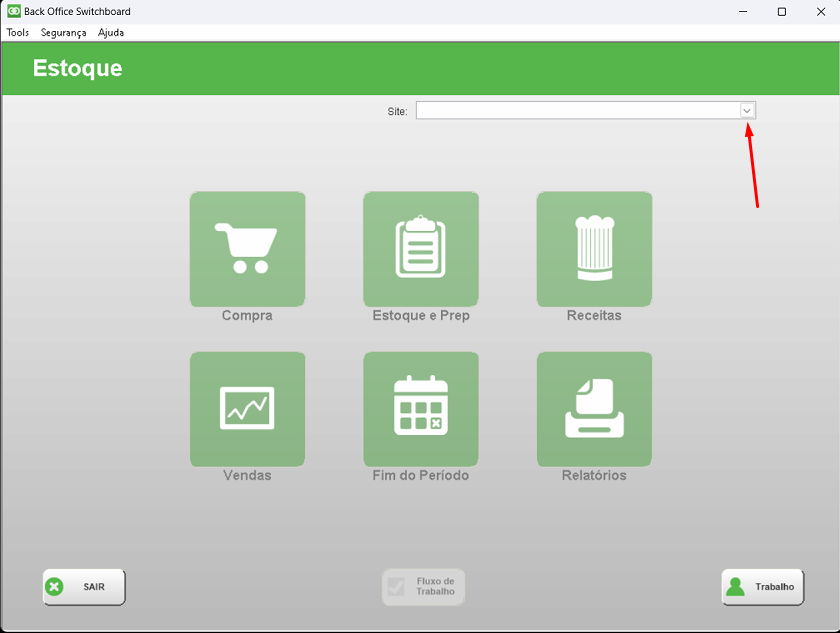 Back Office Switchboard
Tools Segurança Ajuda
Estoque
Site:
Compra
Estoque e Prep
Receitas
Vendas
Fim do Período
Relatórios
SAIR
Fluxo de
Trabalho
Trabalho